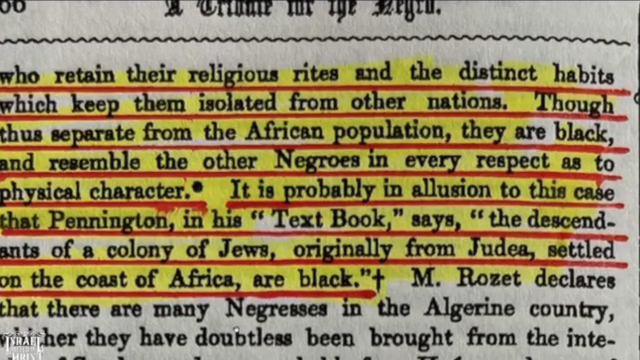 A Tribute for the Negro.
who retain their religious rites and the distinct habits
which keep them isolated from other nations. Though
thus separate from the African population, they are black,
and resemble the other Negroes in every respect as to
physical character.* It is probably in allusion to this case
that Pennington, in his “ Text Book,” says, “ the descend-
ants of a colony of Jews, originally from Judea, settled
on the coast of Africa, are black.”† M. Rozet declares
that there are many Negresses in the Algerine country,
they have doubtless been brought from the inte-
ISRAEL
CHRIST